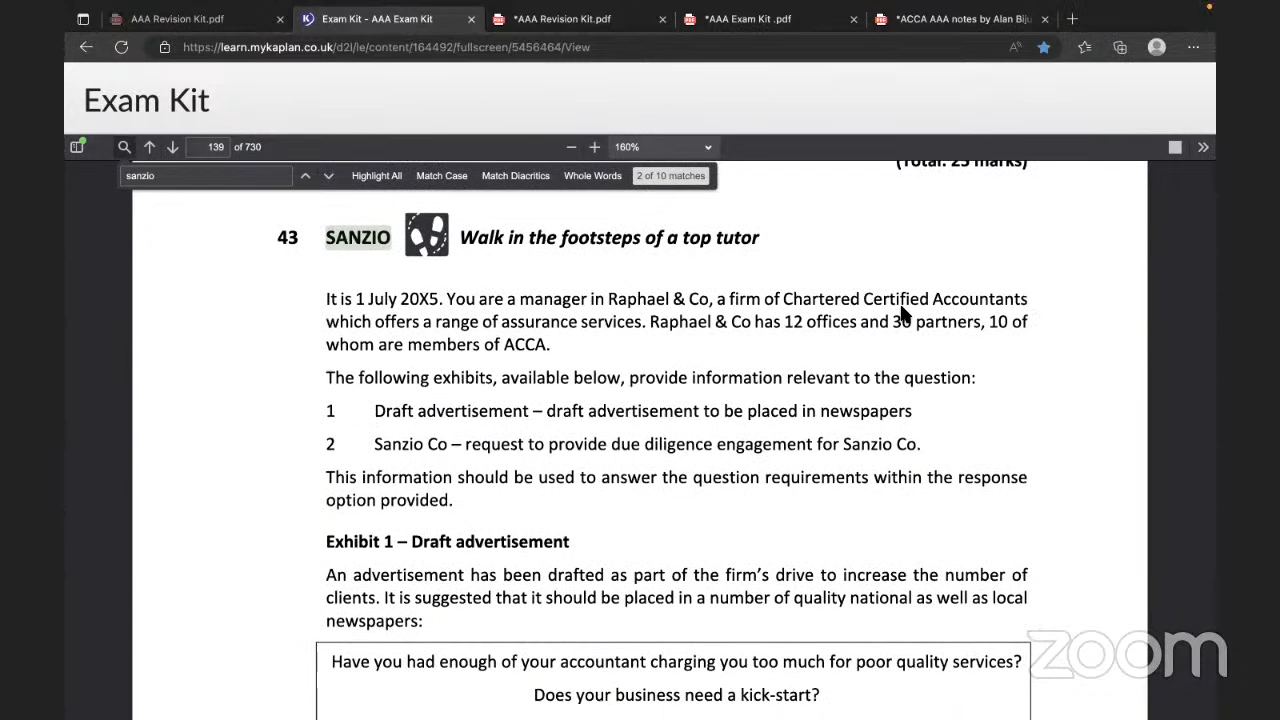 AAA Revision Kit.pdf
Exam Kit - AAA Exam Kit
*AAA Revision Kit.pdf
*AAA Exam Kit .pdf
*ACCA AAA notes by Alan Biju
https://learn.mykaplan.co.uk/d2l/le/content/164492/fullscreen/5456464/View
Exam Kit
139 of 730
160%
sanzio
Highlight All
Match Case
Match Diacritics
Whole Words
2 of 10 matches
(Total: 25 marks)
43 SANZIO Walk in the footsteps of a top tutor
It is 1 July 20X5. You are a manager in Raphael & Co, a firm of Chartered Certified Accountants
which offers a range of assurance services. Raphael & Co has 12 offices and 30 partners, 10 of
whom are members of ACCA.
The following exhibits, available below, provide information relevant to the question:
1 Draft advertisement – draft advertisement to be placed in newspapers
2 Sanzio Co – request to provide due diligence engagement for Sanzio Co.
This information should be used to answer the question requirements within the response
option provided.
Exhibit 1 – Draft advertisement
An advertisement has been drafted as part of the firm's drive to increase the number of
clients. It is suggested that it should be placed in a number of quality national as well as local
newspapers:
Have you had enough of your accountant charging you too much for poor quality services?
Does your business need a kick-start?
zoom